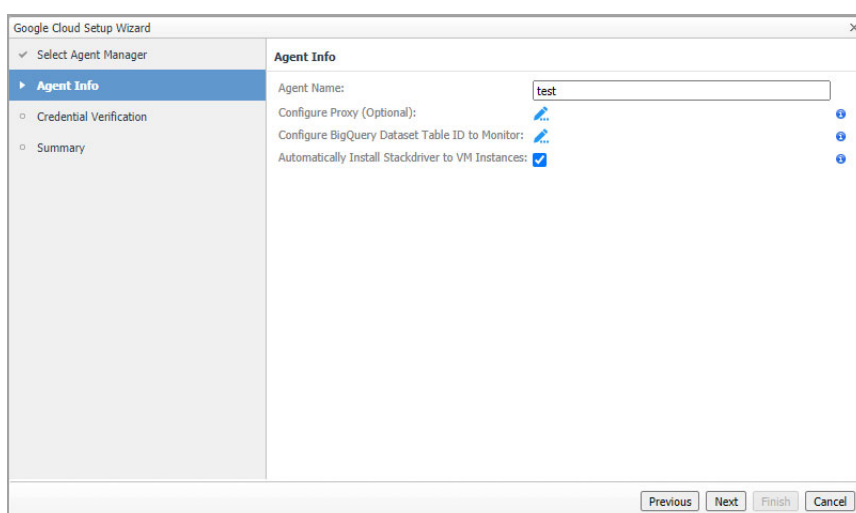 Google Cloud Setup Wizard
Select Agent Manager
Agent Info
Credential Verification
Summary
Agent Info
Agent Name: test
Configure Proxy (Optional):
Configure BigQuery Dataset Table ID to Monitor:
Automatically Install Stackdriver to VM Instances:
Previous Next Finish Cancel